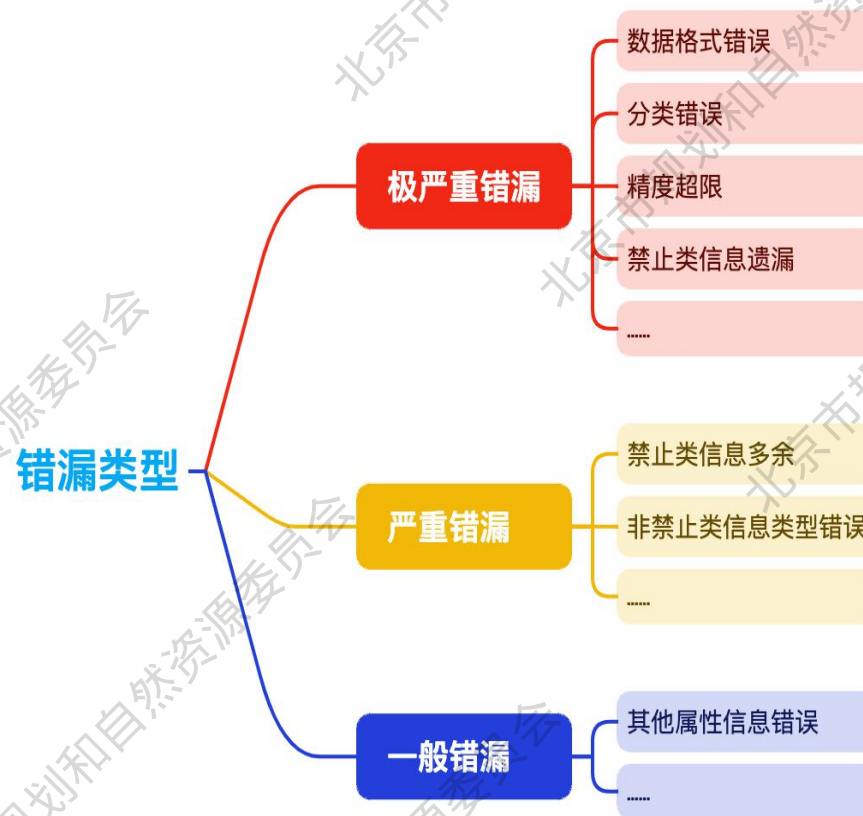 错漏类型
极严重错漏
数据格式错误
分类错误
精度超限
禁止类信息遗漏
......
严重错漏
禁止类信息多余
非禁止类信息类型错误
......
一般错漏
其他属性信息错误
......
北京市规划和自然资源委员会